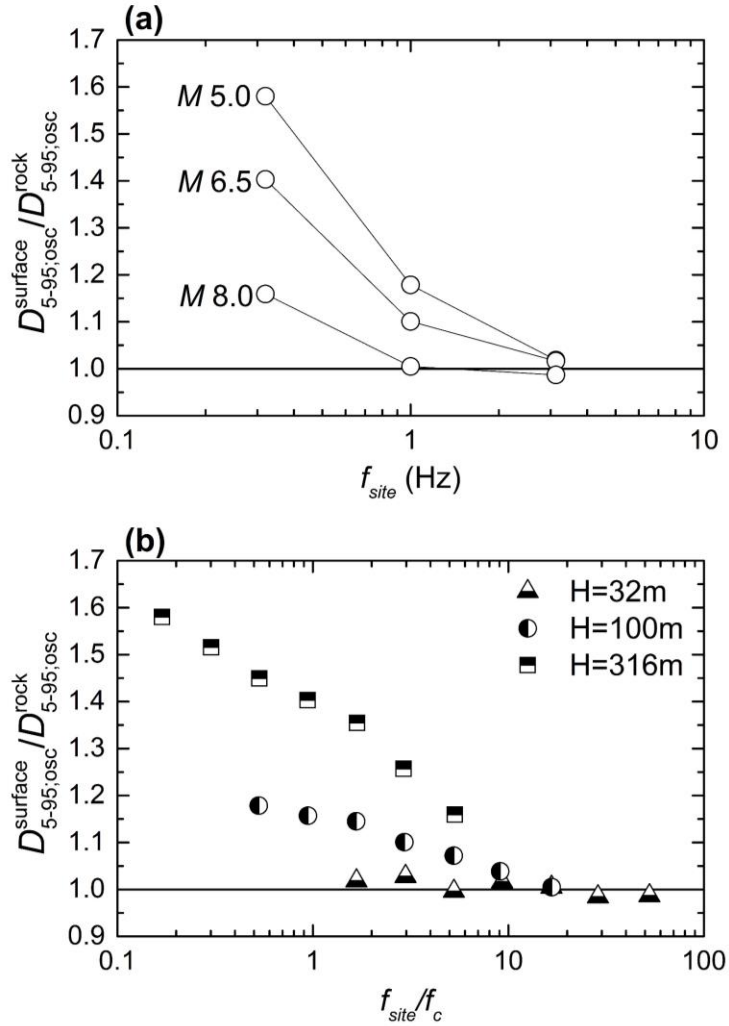 (a)
1.7
1.6
1.5
1.4
1.3
1.2
1.1
1.0
0.9
M 5.0
M 6.5
M 8.0
D^surface_5-95;osc/D^rock_5-95;osc
0.1 1 10
f_site (Hz)
(b)
1.7
1.6
1.5
1.4
1.3
1.2
1.1
1.0
0.9
H=32m
H=100m
H=316m
D^surface_5-95;osc/D^rock_5-95;osc
0.1 1 10 100
f_site/f_c